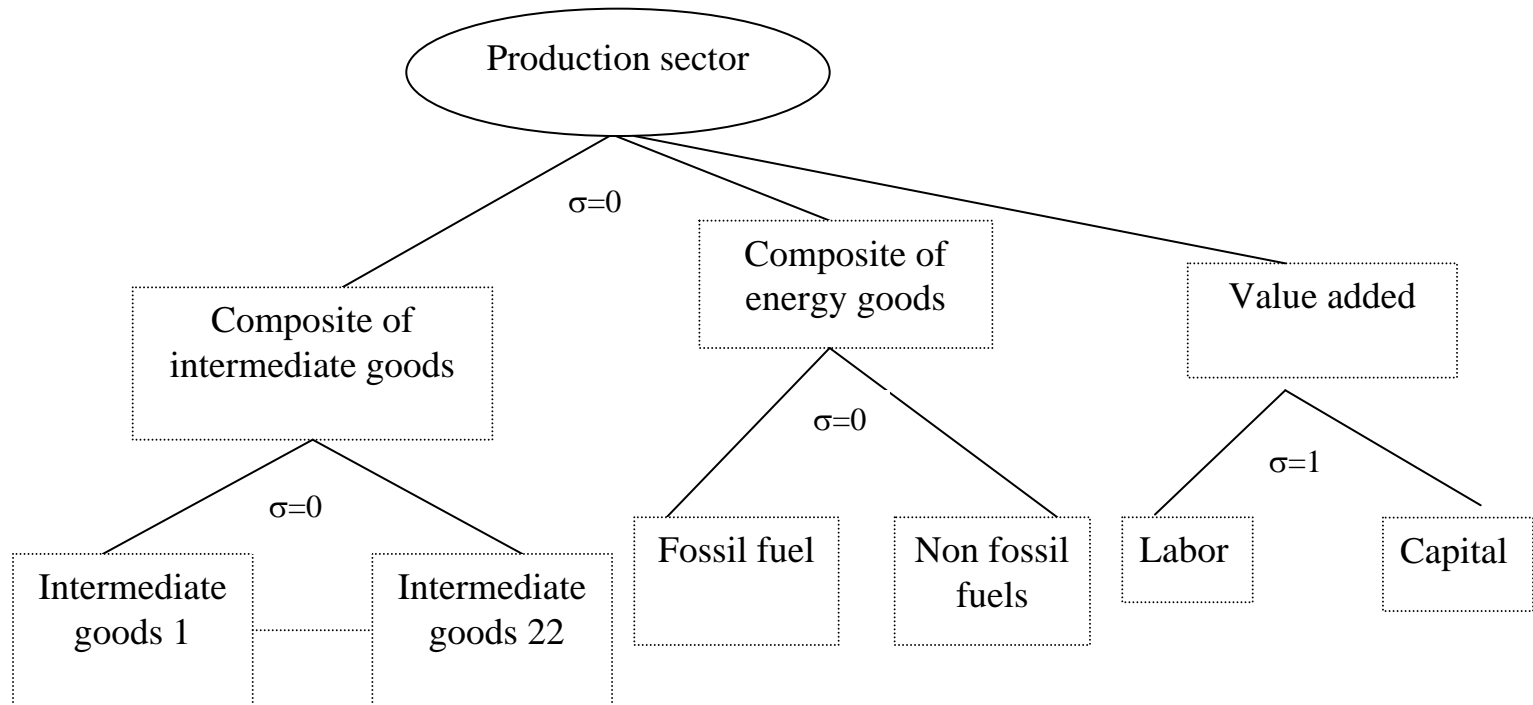 Production sector
σ=0
Composite of
energy goods
Value added
Composite of
intermediate goods
σ=0
σ=1
σ=0
Fossil fuel
Non fossil
fuels
Labor
Capital
Intermediate
goods 1
Intermediate
goods 22